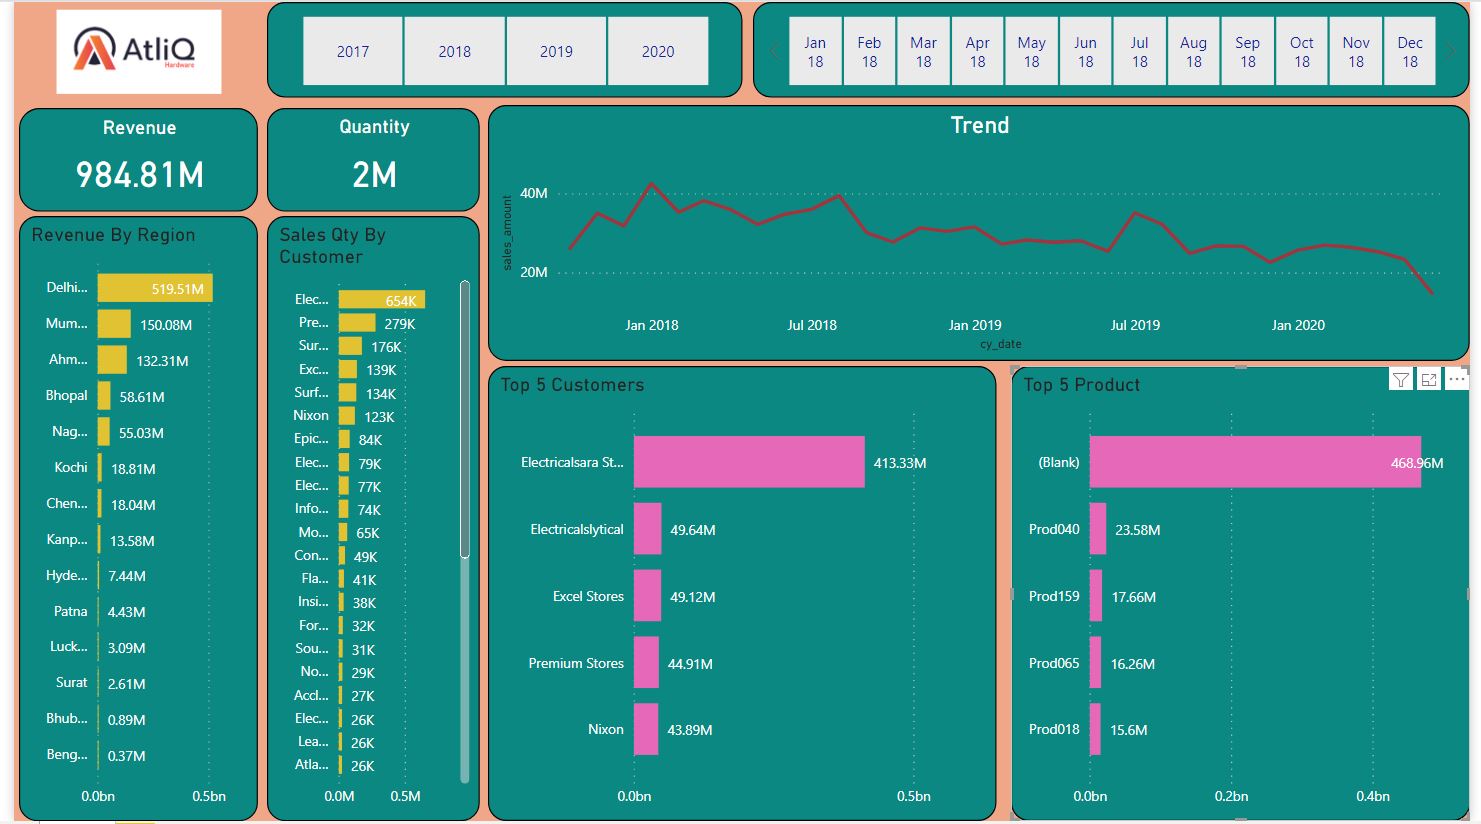 AtliQ
Hardware
2017
2018
2019
2020
Jan
18
Feb
18
Mar
18
Apr
18
May
18
Jun
18
Jul
18
Aug
18
Sep
18
Oct
18
Nov
18
Dec
18
Revenue
984.81M
Quantity
2M
Trend
sales_amount
40M
20M
Jan 2018
Jul 2018
Jan 2019
Jul 2019
Jan 2020
cy_date
Revenue By Region
Delhi... 519.51M
Mum... 150.08M
Ahm... 132.31M
Bhopal 58.61M
Nag... 55.03M
Kochi 18.81M
Chen... 18.04M
Kanp... 13.58M
Hyde... 7.44M
Patna 4.43M
Luck... 3.09M
Surat 2.61M
Bhub... 0.89M
Beng... 0.37M
0.0bn 0.5bn
Sales Qty By
Customer
Elec... 654K
Pre... 279K
Sur... 176K
Exc... 139K
Surf... 134K
Nixon 123K
Epic... 84K
Elec... 79K
Elec... 77K
Info... 74K
Mo... 65K
Con... 49K
Fla... 41K
Insi... 38K
For... 32K
Sou... 31K
No... 29K
Accl... 27K
Elec... 26K
Lea... 26K
Atla... 26K
0.0M 0.5M
Top 5 Customers
Electricalsara St... 413.33M
Electricalslytical 49.64M
Excel Stores 49.12M
Premium Stores 44.91M
Nixon 43.89M
0.0bn 0.5bn
Top 5 Product
(Blank) 468.96M
Prod040 23.58M
Prod159 17.66M
Prod065 16.26M
Prod018 15.6M
0.0bn 0.2bn 0.4bn